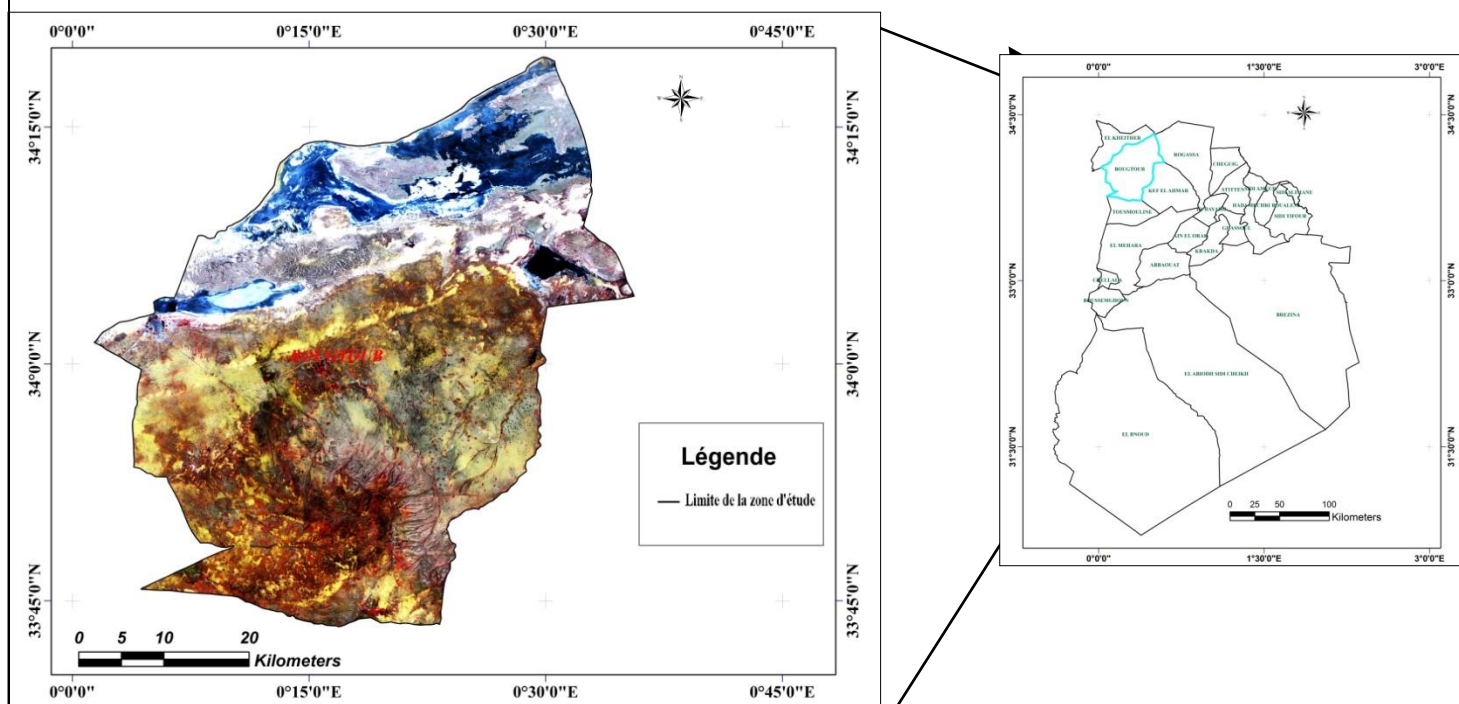 0°0'0"
0°15'0"E
0°30'0"E
0°45'0"E
34°15'0"N
34°15'0"N
34°0'0"N
34°0'0"N
33°45'0"N
33°45'0"N
N
Légende
Limite de la zone d'étude
0 5 10 20
Kilometers
0°0'0"
0°15'0"E
0°30'0"E
0°45'0"E
0°0'0"
1°30'0"E
3°0'0"E
34°30'0"N
34°30'0"N
33°0'0"N
33°0'0"N
31°30'0"N
31°30'0"N
EL KHEITHER
ROGASSA
BOUGTOUB
CHEGUIG
KEF EL AHMAR
STITTEN
TOUSMOULINE
SIDI TIFOUR
GHASSOUL
AIN EL ORAK
EL MEHARA
KRAKDA
ARBAOUAT
CHELLALA
BOUSSEMGHOUN
BREZINA
EL ABIODH SIDI CHEIKH
EL BNOUD
0 25 50 100
Kilometers
0°0'0"
1°30'0"E
3°0'0"E